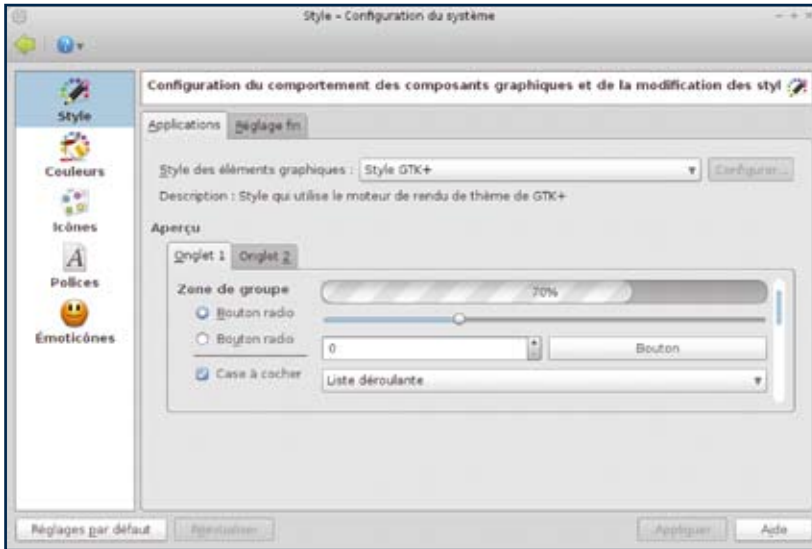 Style – Configuration du système
Configuration du comportement des composants graphiques et de la modification des styl
Style
Couleurs
Icônes
Polices
Émoticônes
Applications
Réglage fin
Style des éléments graphiques : Style GTK+
Configurer...
Description : Style qui utilise le moteur de rendu de thème de GTK+
Aperçu
Onglet 1
Onglet 2
Zone de groupe
70%
Bouton radio
Bouton radio
0
Bouton
Case à cocher
Liste déroulante
Réglages par défaut
Réinitialiser
Appliquer
Aide